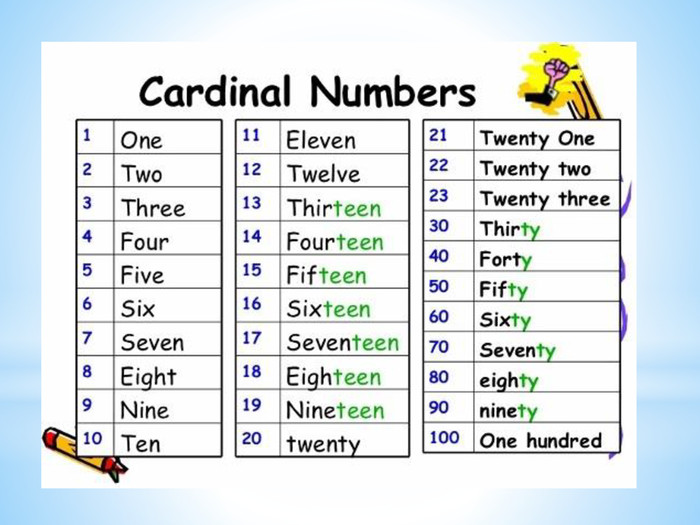 Cardinal Numbers
1 One
2 Two
3 Three
4 Four
5 Five
6 Six
7 Seven
8 Eight
9 Nine
10 Ten
11 Eleven
12 Twelve
13 Thirteen
14 Fourteen
15 Fifteen
16 Sixteen
17 Seventeen
18 Eighteen
19 Nineteen
20 twenty
21 Twenty One
22 Twenty two
23 Twenty three
30 Thirty
40 Forty
50 Fifty
60 Sixty
70 Seventy
80 eighty
90 ninety
100 One hundred